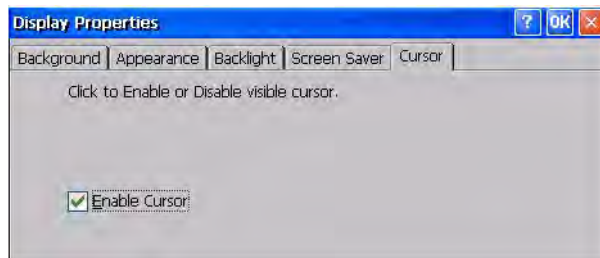 Display Properties ? OK ×
Background Appearance Backlight Screen Saver Cursor
Click to Enable or Disable visible cursor.
Enable Cursor